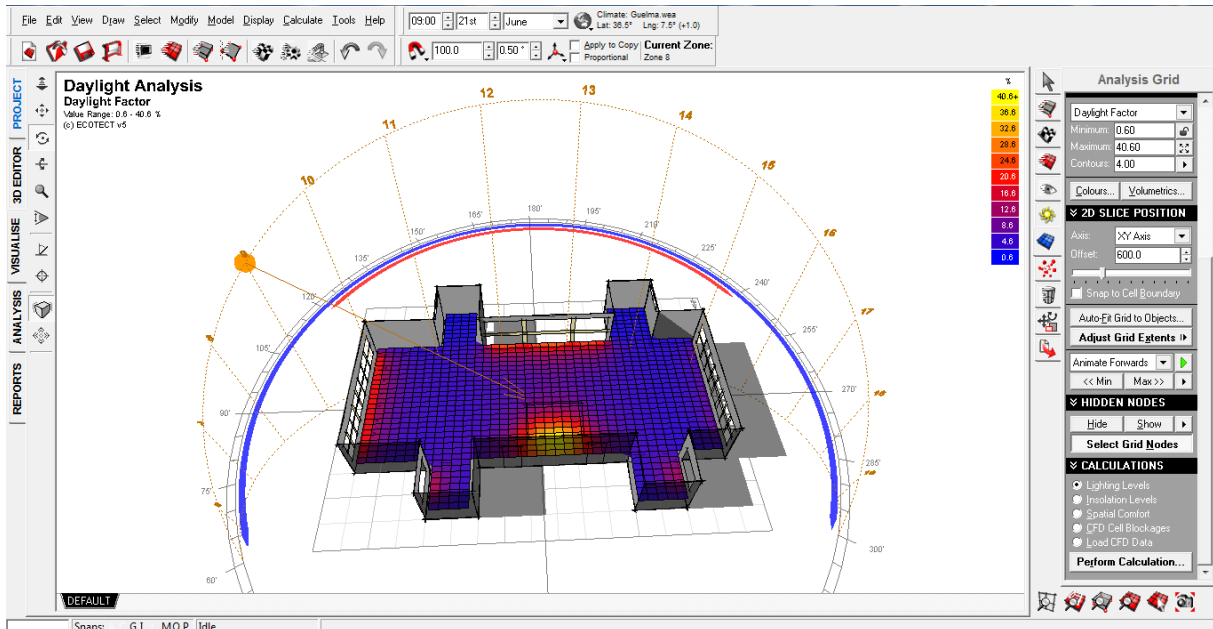 File Edit View Draw Select Modify Model Display Calculate Tools Help
09:00 21st June Climate: Guelma.wea
Lat: 36.5° Lng: 7.5° (+1.0)
100.0 0.50 ° Apply to Copy
Proportional
Current Zone:
Zone 8
PROJECT
3D EDITOR
VISUALISE
ANALYSIS
REPORTS
Daylight Analysis
Daylight Factor
Value Range: 0.6 - 40.6 %
(c) ECOTECT v5
10
11
12
13
14
15
16
17
60'
75'
90'
105'
120'
135'
150'
165'
180'
195'
210'
225'
240'
255'
270'
285'
300'
%
40.6+
36.6
32.6
28.6
24.6
20.6
16.6
12.6
8.6
4.6
0.6
DEFAULT
Analysis Grid
Daylight Factor
Minimum: 0.60
Maximum: 40.60
Contours: 4.00
Colours... Volumetrics...
2D SLICE POSITION
Axis: XY Axis
Offset: 600.0
Snap to Cell Boundary
Auto-Fit Grid to Objects...
Adjust Grid Extents
Animate Forwards
<< Min Max >>
HIDDEN NODES
Hide Show
Select Grid Nodes
CALCULATIONS
Lighting Levels
Insolation Levels
Spatial Comfort
CFD Cell Blockages
Load CFD Data
Perform Calculation...
Snaps: G I M O P Idle